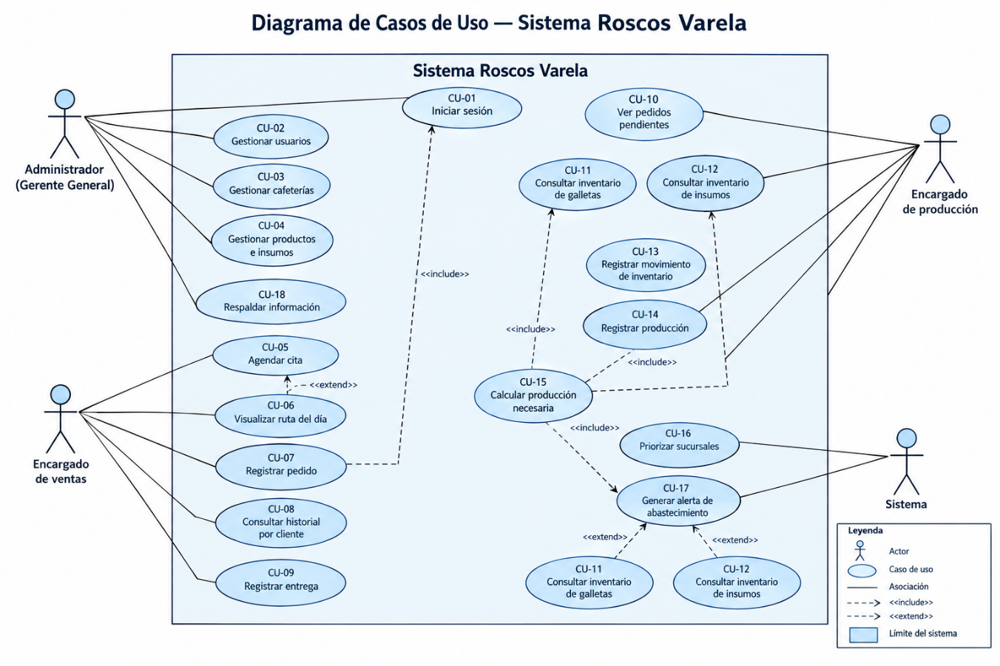 Diagrama de Casos de Uso — Sistema Roscos Varela
Sistema Roscos Varela
Administrador
(Gerente General)
Encargado
de ventas
CU-01
Iniciar sesión
CU-02
Gestionar usuarios
CU-03
Gestionar cafeterías
CU-04
Gestionar productos
e insumos
CU-18
Respaldar información
CU-05
Agendar cita
<<extend>>
CU-06
Visualizar ruta del día
CU-07
Registrar pedido
CU-08
Consultar historial
por cliente
CU-09
Registrar entrega
<<include>>
CU-10
Ver pedidos
pendientes
CU-11
Consultar inventario
de galletas
CU-12
Consultar inventario
de insumos
CU-13
Registrar movimiento
de inventario
CU-14
Registrar producción
<<include>>
<<include>>
CU-15
Calcular producción
necesaria
<<include>>
CU-16
Priorizar sucursales
CU-17
Generar alerta de
abastecimiento
<<extend>>
<<extend>>
CU-11
Consultar inventario
de galletas
CU-12
Consultar inventario
de insumos
Encargado
de producción
Sistema
Leyenda
Actor
Caso de uso
Asociación
<<include>>
<<extend>>
Límite del sistema